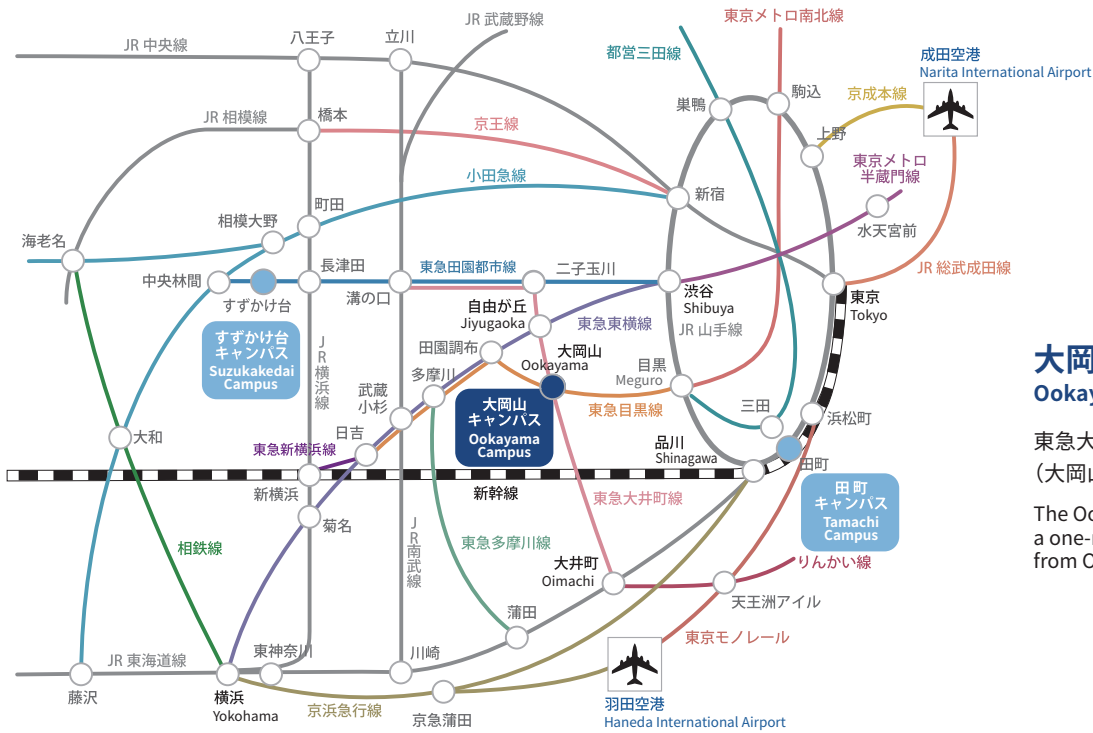 JR 中央線
八王子
立川
JR 武蔵野線
東京メトロ南北線
都営三田線
成田空港
Narita International Airport
京成本線
巣鴨
駒込
上野
JR 相模線
橋本
京王線
東京メトロ
半蔵門線
小田急線
新宿
水天宮前
相模大野
町田
海老名
中央林間
すずかけ台
長津田
溝の口
東急田園都市線
二子玉川
渋谷
Shibuya
JR 総武成田線
東京
Tokyo
自由が丘
Jiyugaoka
東急東横線
JR 山手線
すずかけ台
キャンパス
Suzukakedai
Campus
JR横浜線
田園調布
大岡山
Ookayama
目黒
Meguro
多摩川
武蔵
小杉
大岡山
キャンパス
Ookayama
Campus
東急目黒線
三田
浜松町
大和
日吉
東急新横浜線
品川
Shinagawa
田町
新横浜
新幹線
東急大井町線
田 町
キャンパス
Tamachi
Campus
菊名
相鉄線
JR南武線
東急多摩川線
大井町
Oimachi
りんかい線
天王洲アイル
蒲田
東京モノレール
JR 東海道線
東神奈川
川崎
藤沢
横浜
Yokohama
京浜急行線
京急蒲田
羽田空港
Haneda International Airport
大岡
Ookay
東急大
（大岡山
The Oo
a one-
from O